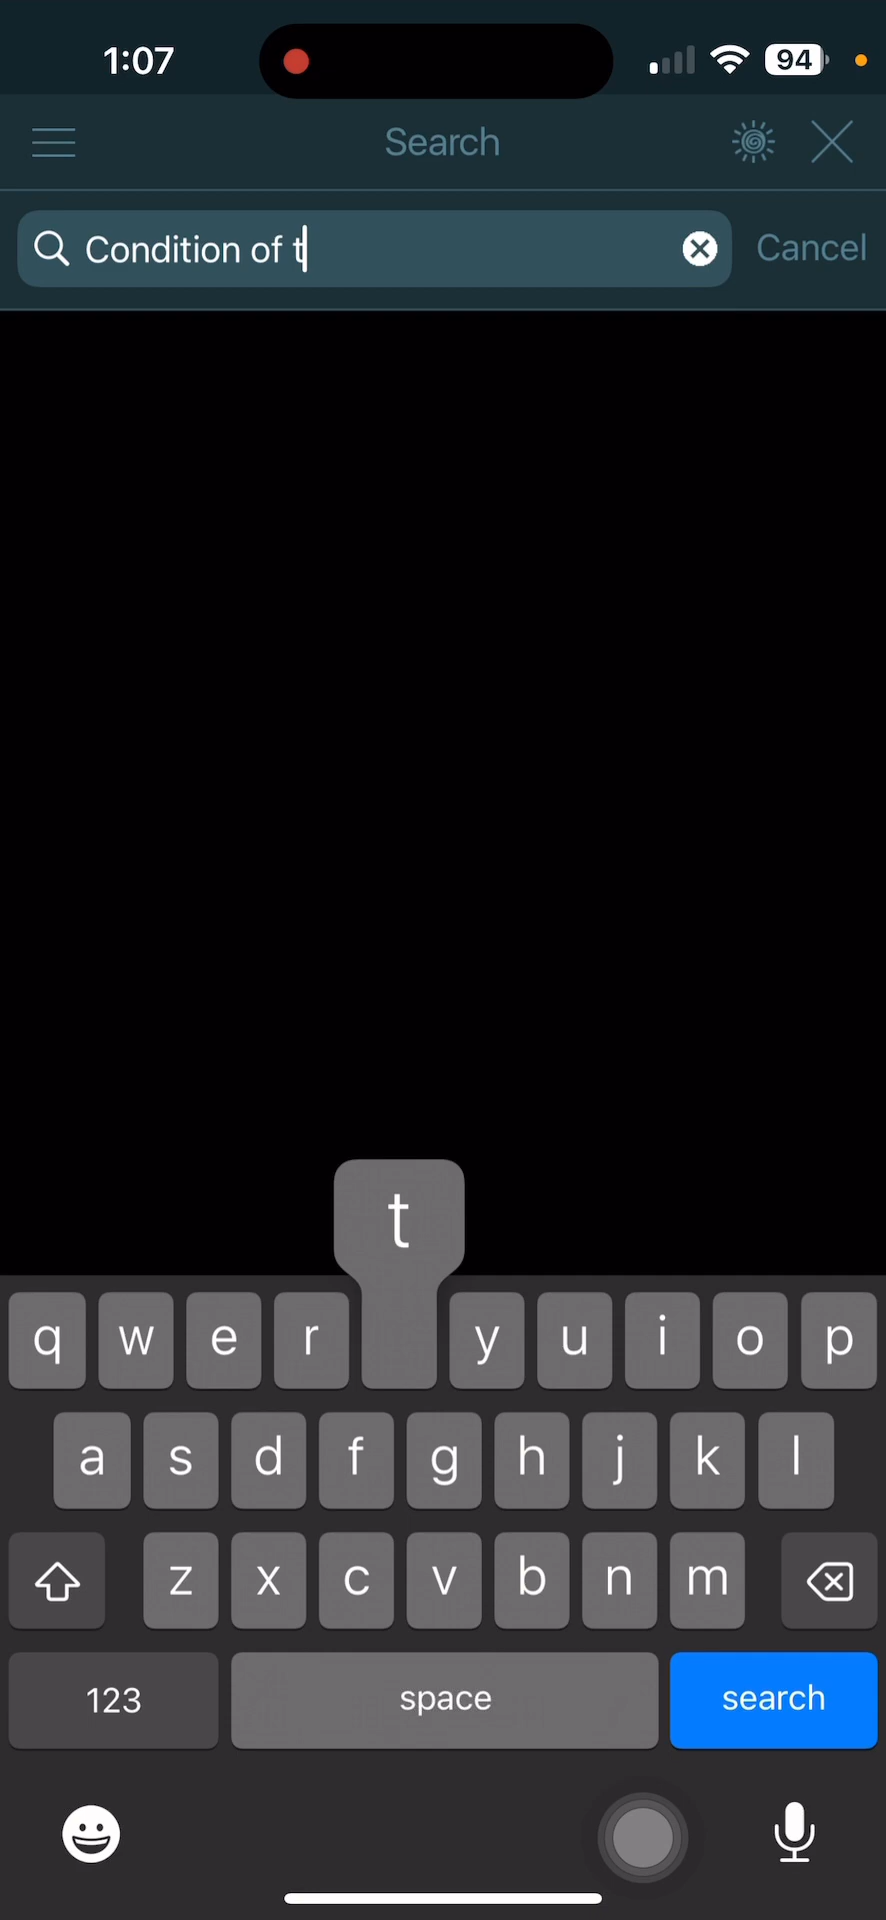 1:07
94
Search
Condition of t
Cancel
t
q w e r y u i o p
a s d f g h j k l
z x c v b n m
123 space search